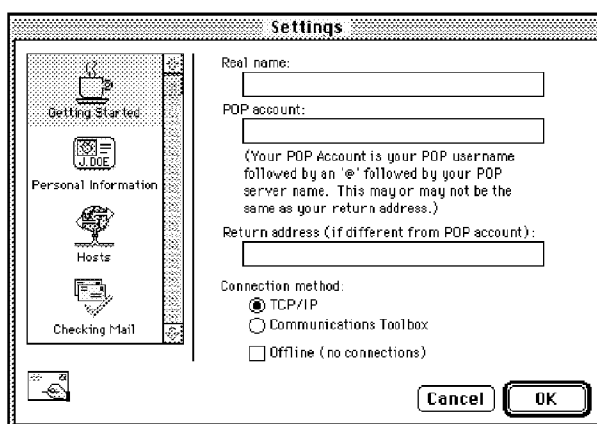 Settings
Getting Started
J.DOE
Personal Information
Hosts
Checking Mail
Real name:
POP account:
(Your POP Account is your POP username
followed by an '@' followed by your POP
server name. This may or may not be the
same as your return address.)
Return address (if different from POP account):
Connection method:
TCP/IP
Communications Toolbox
Offline (no connections)
Cancel
OK